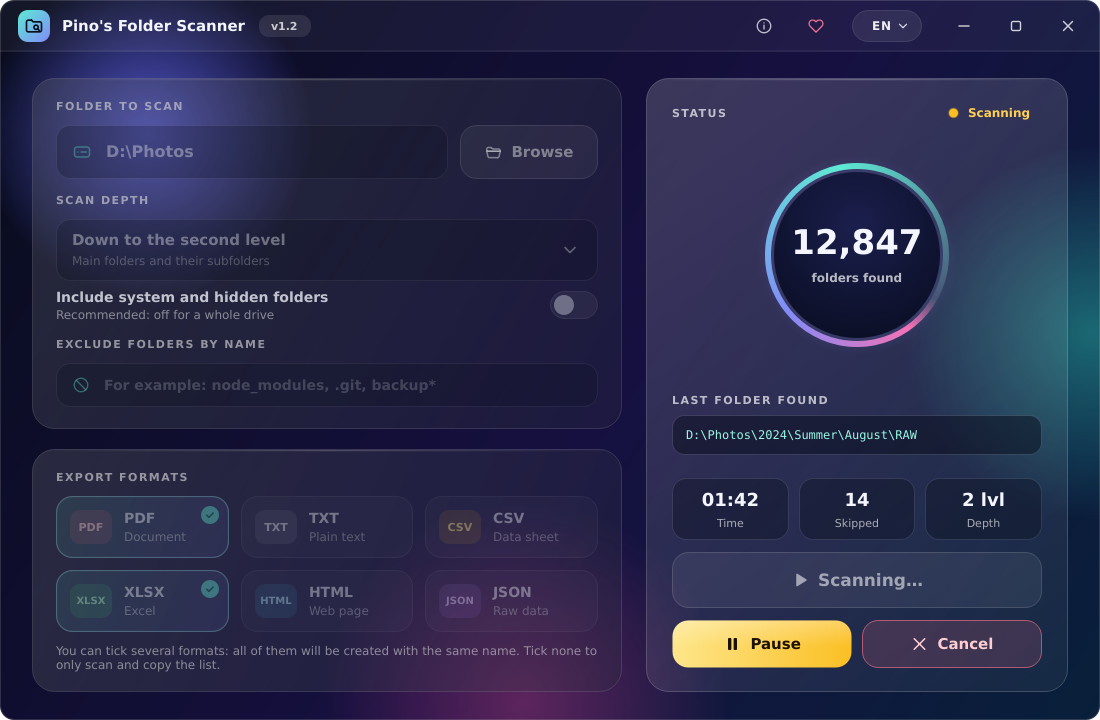 Pino's Folder Scanner
v1.2
EN
FOLDER TO SCAN
D:\Photos
Browse
SCAN DEPTH
Down to the second level
Main folders and their subfolders
Include system and hidden folders
Recommended: off for a whole drive
EXCLUDE FOLDERS BY NAME
For example: node_modules, .git, backup*
EXPORT FORMATS
PDF
PDF
Document
TXT
TXT
Plain text
CSV
CSV
Data sheet
XLSX
XLSX
Excel
HTML
HTML
Web page
JSON
JSON
Raw data
You can tick several formats: all of them will be created with the same name. Tick none to
only scan and copy the list.
STATUS
Scanning
12,847
folders found
LAST FOLDER FOUND
D:\Photos\2024\Summer\August\RAW
01:42
Time
14
Skipped
2 lvl
Depth
Scanning…
Pause
Cancel